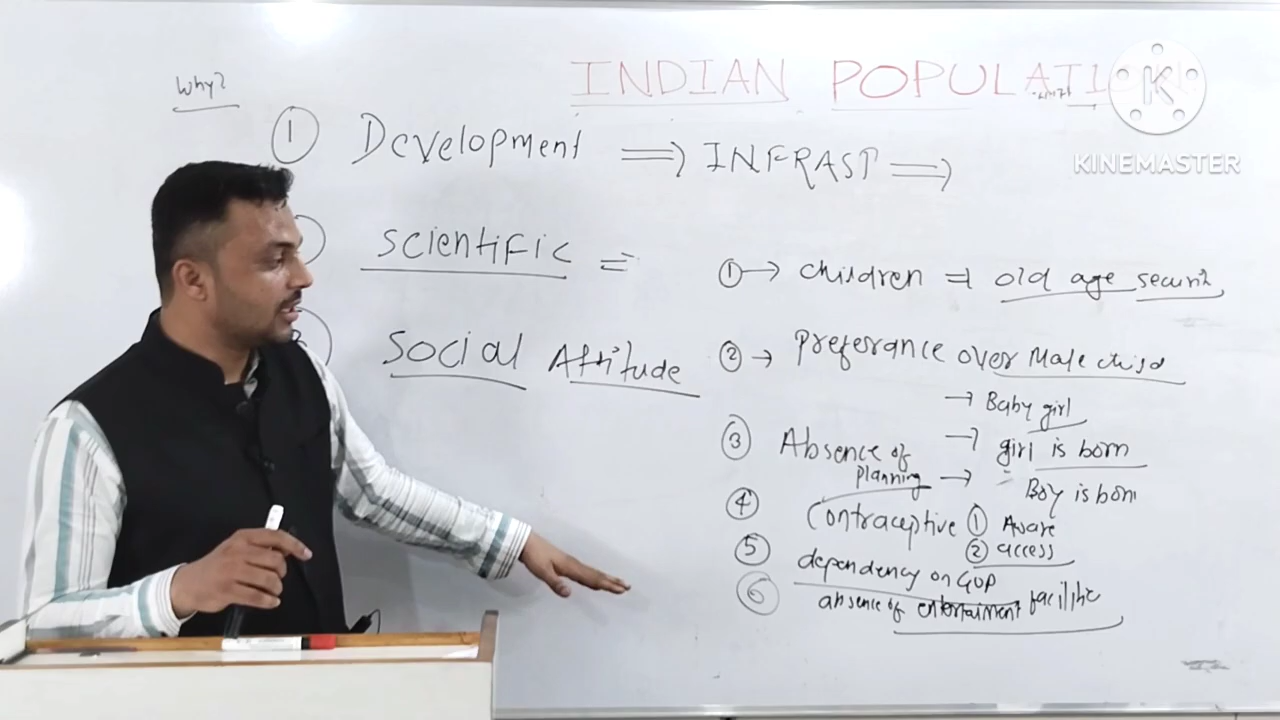 Why?
INDIAN POPULATI
KINEMASTER
1 Development => INFRAST =>
scientific =
Social Attitude
1 → children => old age securit
2 → Preferance over Male child
→ Baby girl
3 Absence of planning → girl is born
→ Boy is born
4 Contraceptive 1 Aware
2 access
5 dependency on GOD
6 absence of entertaiment facilitie